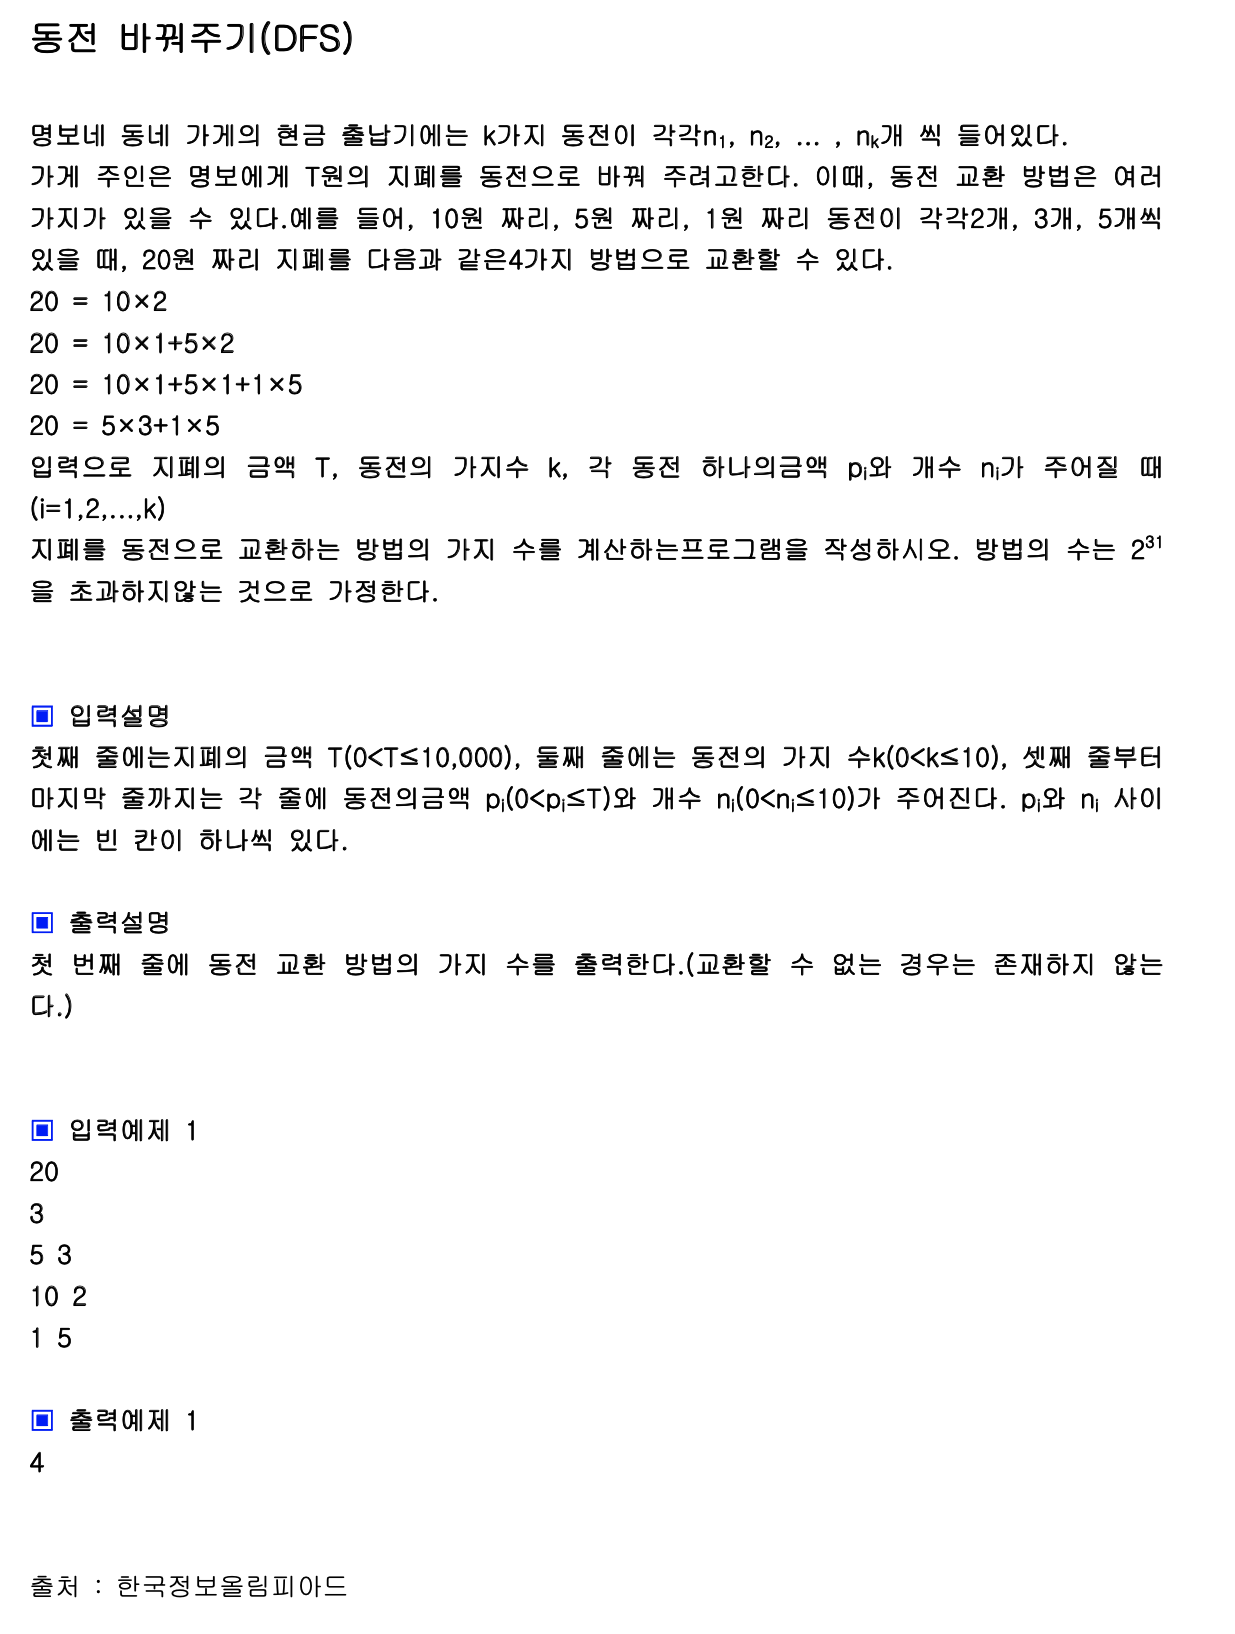 동전 바꿔주기(DFS)
명보네 동네 가게의 현금 출납기에는 k가지 동전이 각각n₁, n₂, … , nₖ개 씩 들어있다.
가게 주인은 명보에게 T원의 지폐를 동전으로 바꿔 주려고한다. 이때, 동전 교환 방법은 여러
가지가 있을 수 있다.예를 들어, 10원 짜리, 5원 짜리, 1원 짜리 동전이 각각2개, 3개, 5개씩
있을 때, 20원 짜리 지폐를 다음과 같은4가지 방법으로 교환할 수 있다.
20 = 10×2
20 = 10×1+5×2
20 = 10×1+5×1+1×5
20 = 5×3+1×5
입력으로 지폐의 금액 T, 동전의 가지수 k, 각 동전 하나의금액 pᵢ와 개수 nᵢ가 주어질 때
(i=1,2,…,k)
지폐를 동전으로 교환하는 방법의 가지 수를 계산하는프로그램을 작성하시오. 방법의 수는 2³¹
을 초과하지않는 것으로 가정한다.
▣ 입력설명
첫째 줄에는지폐의 금액 T(0<T≤10,000), 둘째 줄에는 동전의 가지 수k(0<k≤10), 셋째 줄부터
마지막 줄까지는 각 줄에 동전의금액 pᵢ(0<pᵢ≤T)와 개수 nᵢ(0<nᵢ≤10)가 주어진다. pᵢ와 nᵢ 사이
에는 빈 칸이 하나씩 있다.
▣ 출력설명
첫 번째 줄에 동전 교환 방법의 가지 수를 출력한다.(교환할 수 없는 경우는 존재하지 않는
다.)
▣ 입력예제 1
20
3
5 3
10 2
1 5
▣ 출력예제 1
4
출처 : 한국정보올림피아드